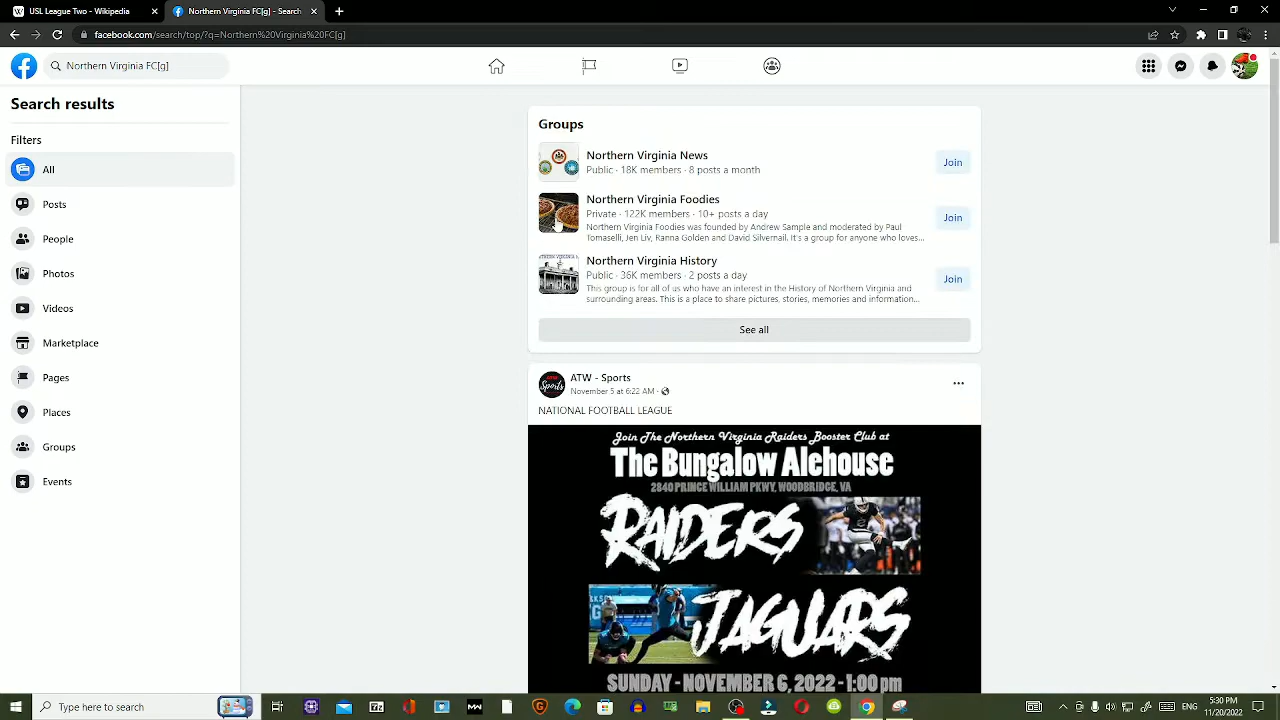 USL League Two - Wikipedia
Northern Virginia FC[g] - Search
facebook.com/search/top/?q=Northern%20Virginia%20FC[g]
Northern Virginia FC[g]
Search results
Filters
All
Posts
People
Photos
Videos
Marketplace
Pages
Places
Groups
Events
Groups
Northern Virginia News
Public · 18K members · 8 posts a month
Join
Northern Virginia Foodies
Private · 122K members · 10+ posts a day
Northern Virginia Foodies was founded by Andrew Sample and moderated by Paul
Tomaselli, Jen Liv, Ranna Golden and David Silvernail. It's a group for anyone who loves...
Join
Northern Virginia History
Public · 36K members · 2 posts a day
This group is for all of us who have an interest in the History of Northern Virginia and
surrounding areas. This is a place to share pictures, stories, memories and information...
Join
See all
ATW - Sports
November 5 at 6:22 AM ·
NATIONAL FOOTBALL LEAGUE
Join The Northern Virginia Raiders Booster Club at
The Bungalow Alehouse
2840 PRINCE WILLIAM PKWY, WOODBRIDGE, VA
RAIDERS
JAGUARS
SUNDAY - NOVEMBER 6, 2022 - 1:00 pm
Type here to search
5:30 PM
11/20/2022